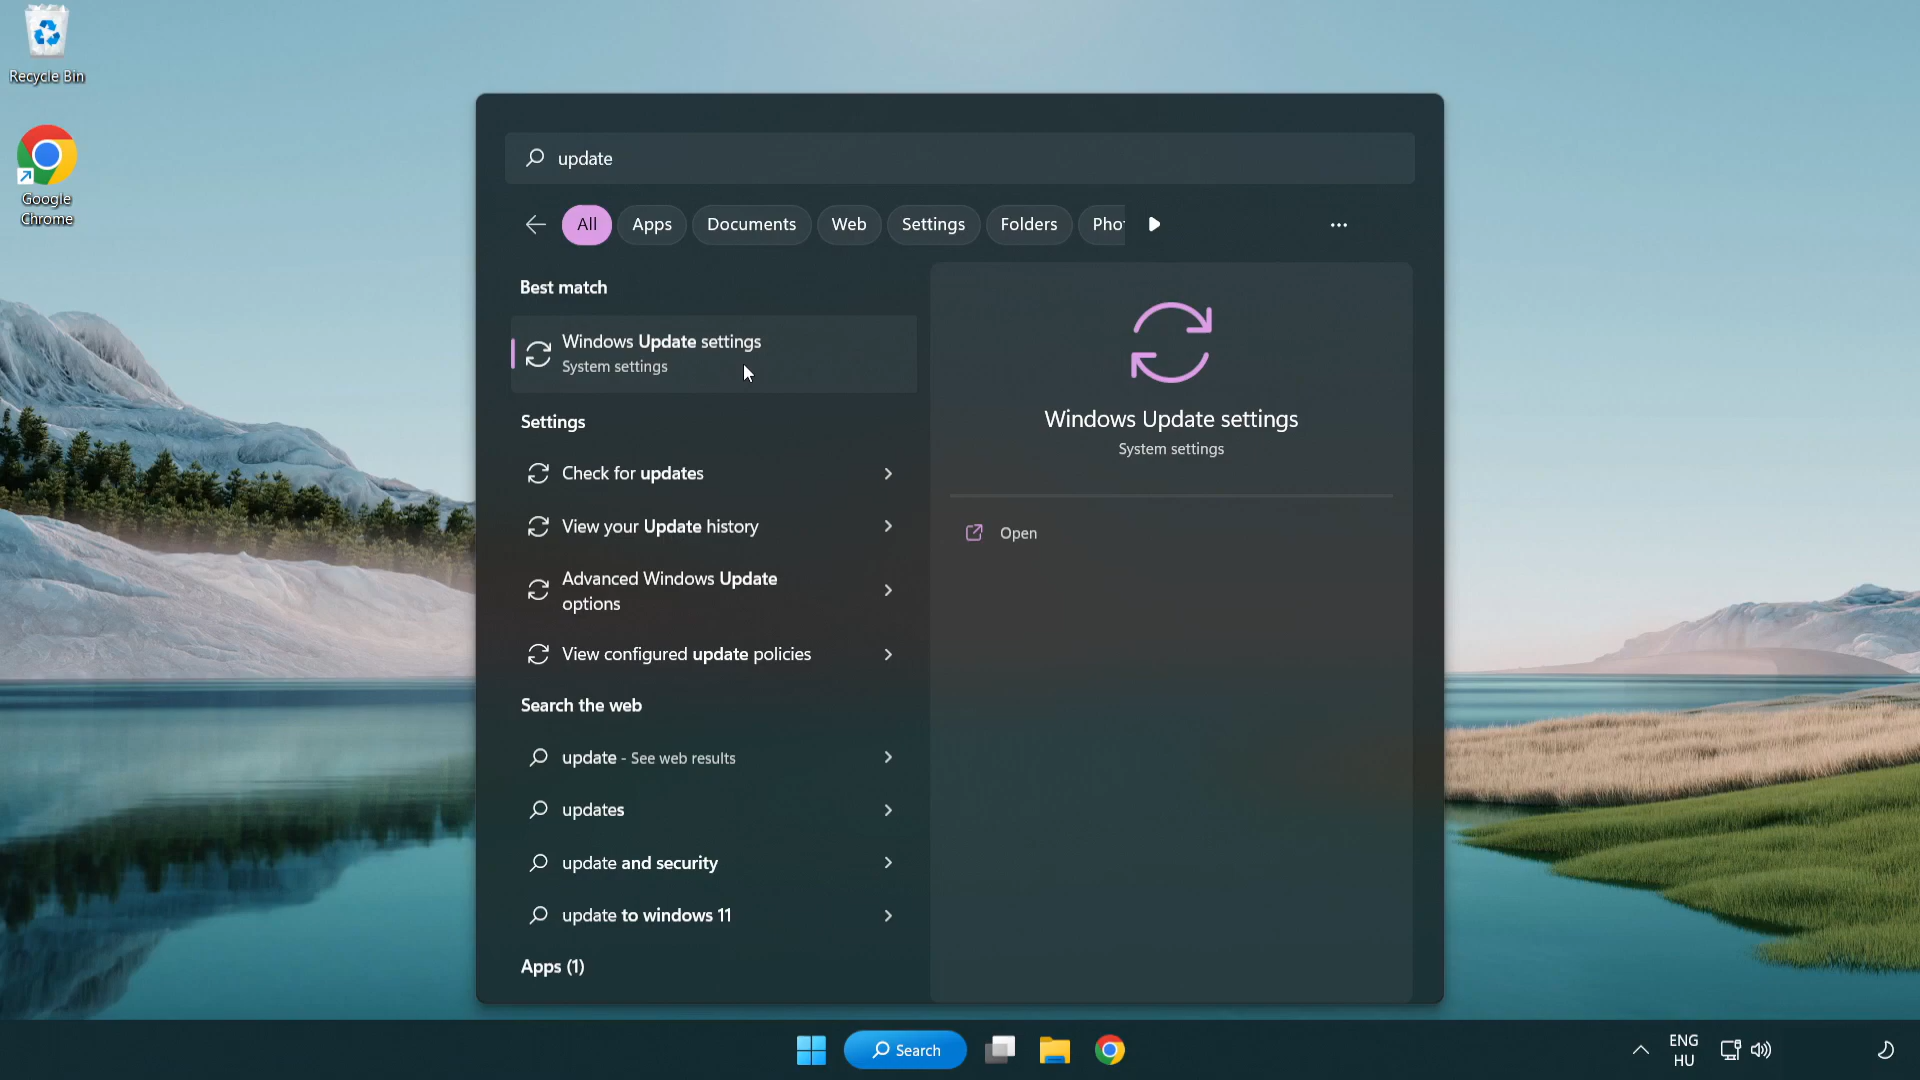 Recycle Bin
Google
Chrome
update
All
Apps
Documents
Web
Settings
Folders
Pho
Best match
Windows Update settings
System settings
Settings
Check for updates
View your Update history
Advanced Windows Update
options
View configured update policies
Search the web
update - See web results
updates
update and security
update to windows 11
Apps (1)
Windows Update settings
System settings
Open
Search
ENG
HU